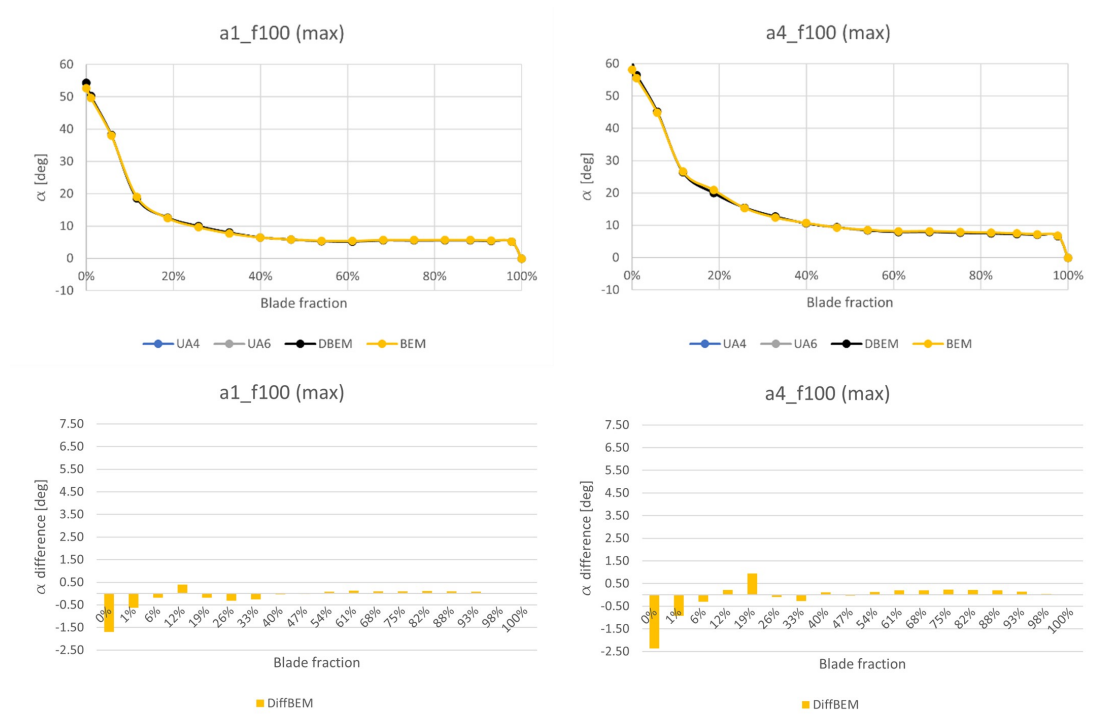 a1_f100 (max)
60
50
40
30
20
10
0
-10
α [deg]
0% 20% 40% 60% 80% 100%
Blade fraction
UA4 UA6 DBEM BEM
a4_f100 (max)
60
50
40
30
20
10
0
-10
α [deg]
0% 20% 40% 60% 80% 100%
Blade fraction
UA4 UA6 DBEM BEM
a1_f100 (max)
7.50
6.50
5.50
4.50
3.50
2.50
1.50
0.50
-0.50
-1.50
-2.50
α difference [deg]
0% 1% 6% 12% 19% 26% 33% 40% 47% 54% 61% 68% 75% 82% 88% 93% 98% 100%
Blade fraction
DiffBEM
a4_f100 (max)
7.50
6.50
5.50
4.50
3.50
2.50
1.50
0.50
-0.50
-1.50
-2.50
α difference [deg]
0% 1% 6% 12% 19% 26% 33% 40% 47% 54% 61% 68% 75% 82% 88% 93% 98% 100%
Blade fraction
DiffBEM